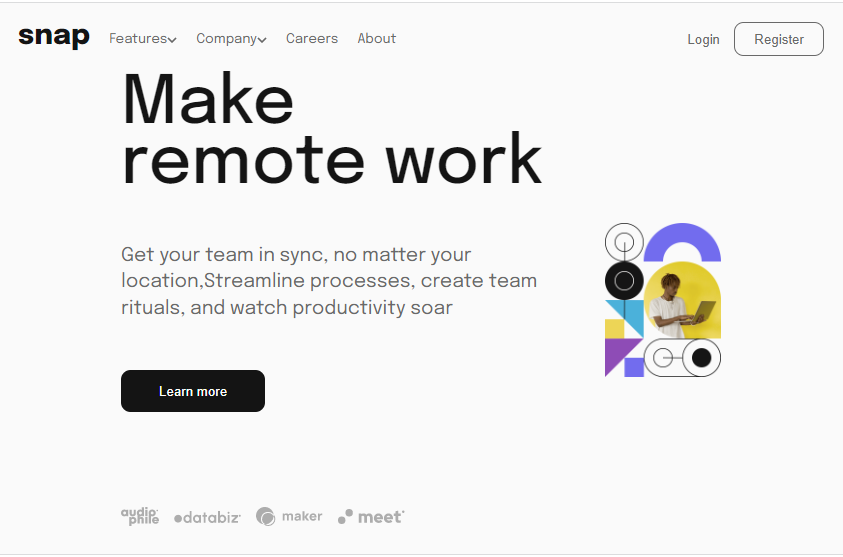 snap Features Company Careers About Login Register
Make
remote work
Get your team in sync, no matter your
location,Streamline processes, create team
rituals, and watch productivity soar
Learn more
audiophile databiz maker meet